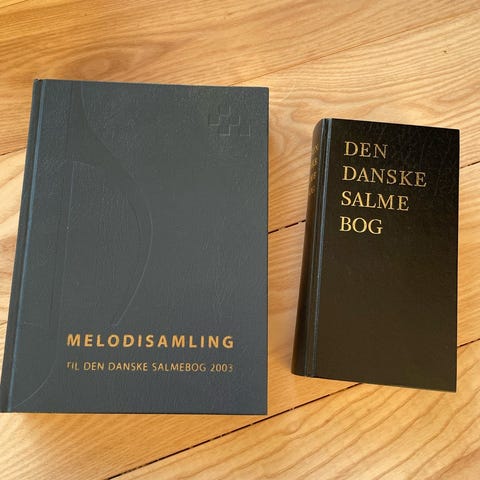 MELODISAMLING
TIL DEN DANSKE SALMEBOG 2003
DEN
DANSKE
SALME
BOG